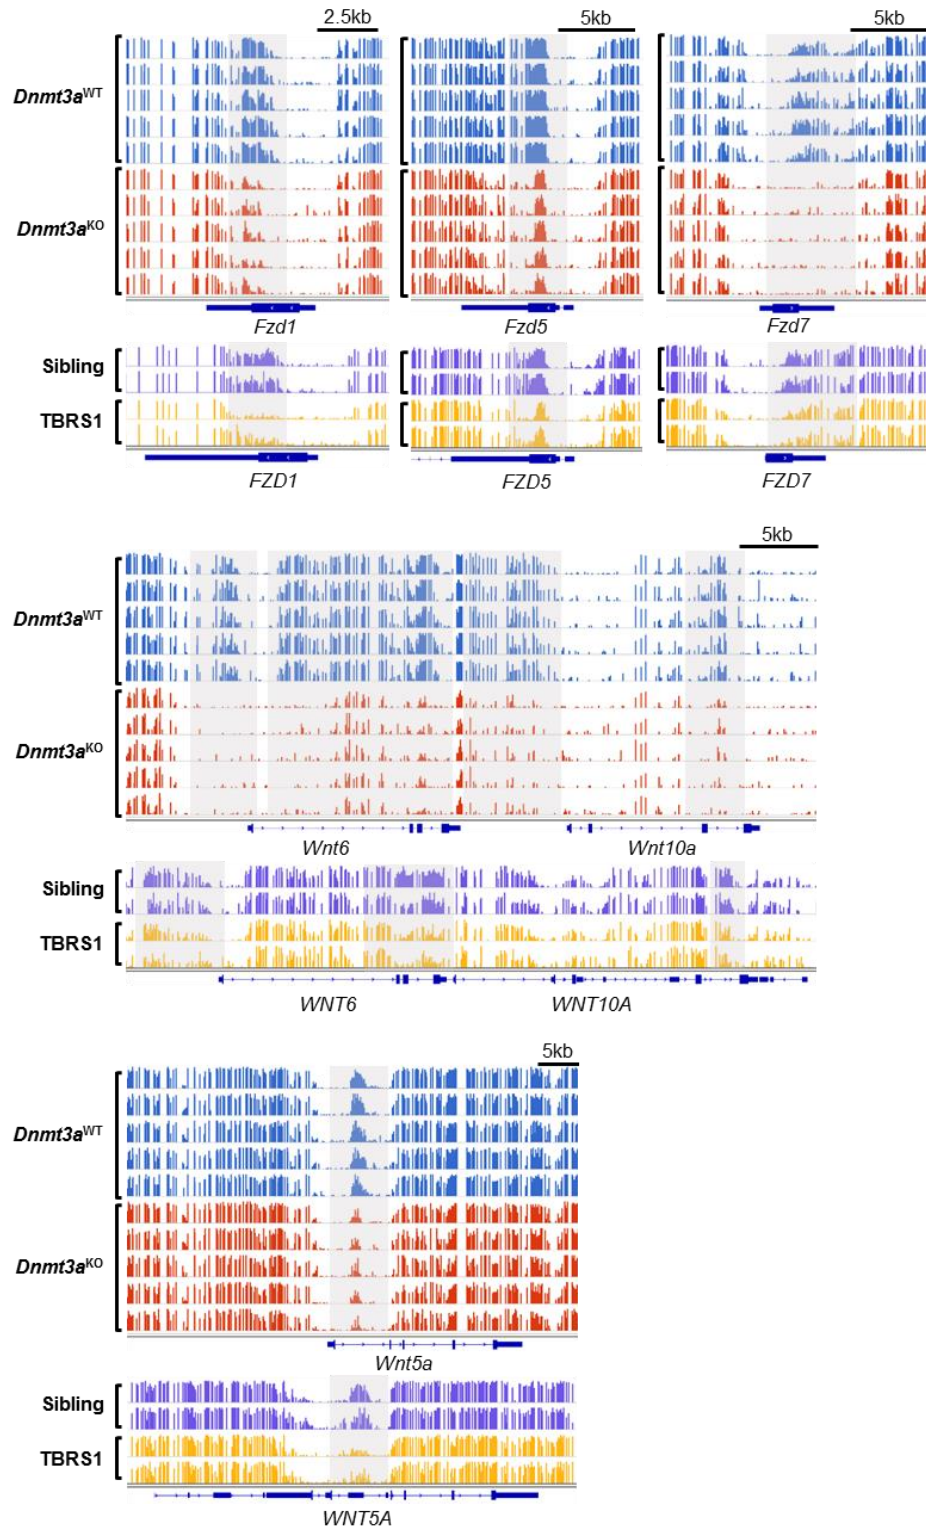 2.5kb 5kb 5kb
Dnmt3aWT
Dnmt3aKO
Fzd1 Fzd5 Fzd7
Sibling
TBRS1
FZD1 FZD5 FZD7
5kb
Dnmt3aWT
Dnmt3aKO
Wnt6 Wnt10a
Sibling
TBRS1
WNT6 WNT10A
5kb
Dnmt3aWT
Dnmt3aKO
Wnt5a
Sibling
TBRS1
WNT5A